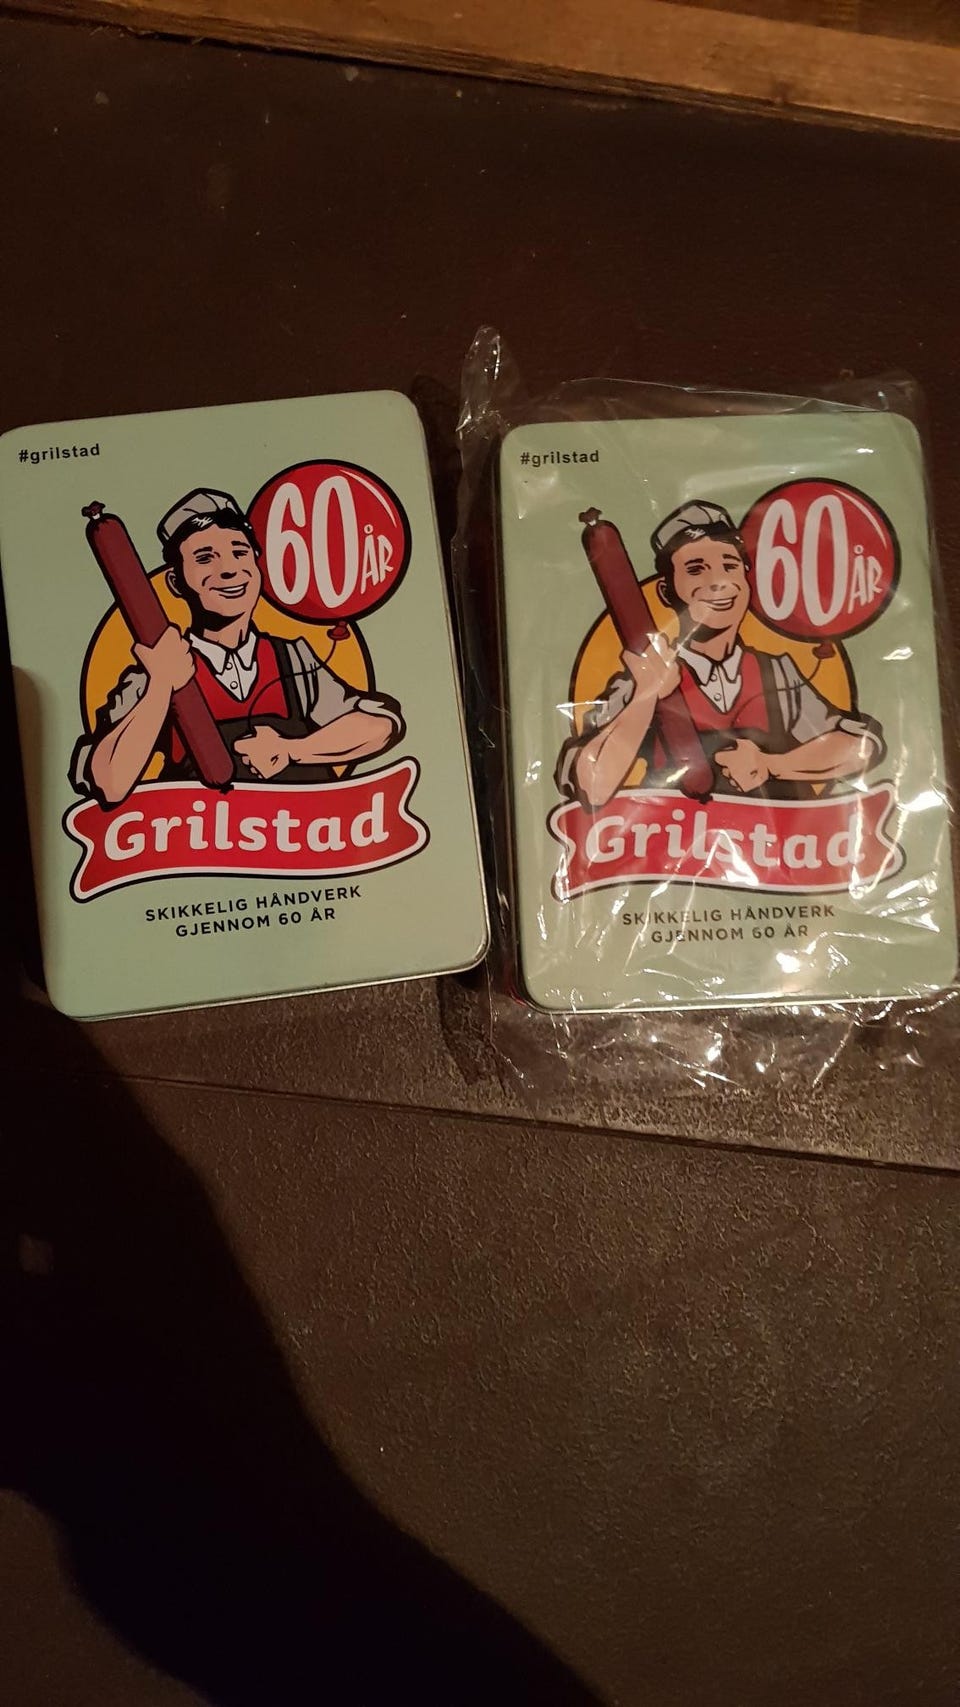 #grilstad
60 ÅR
Grilstad
SKIKKELIG HÅNDVERK
GJENNOM 60 ÅR
#grilstad
60 ÅR
Grilstad
SKIKKELIG HÅNDVERK
GJENNOM 60 ÅR